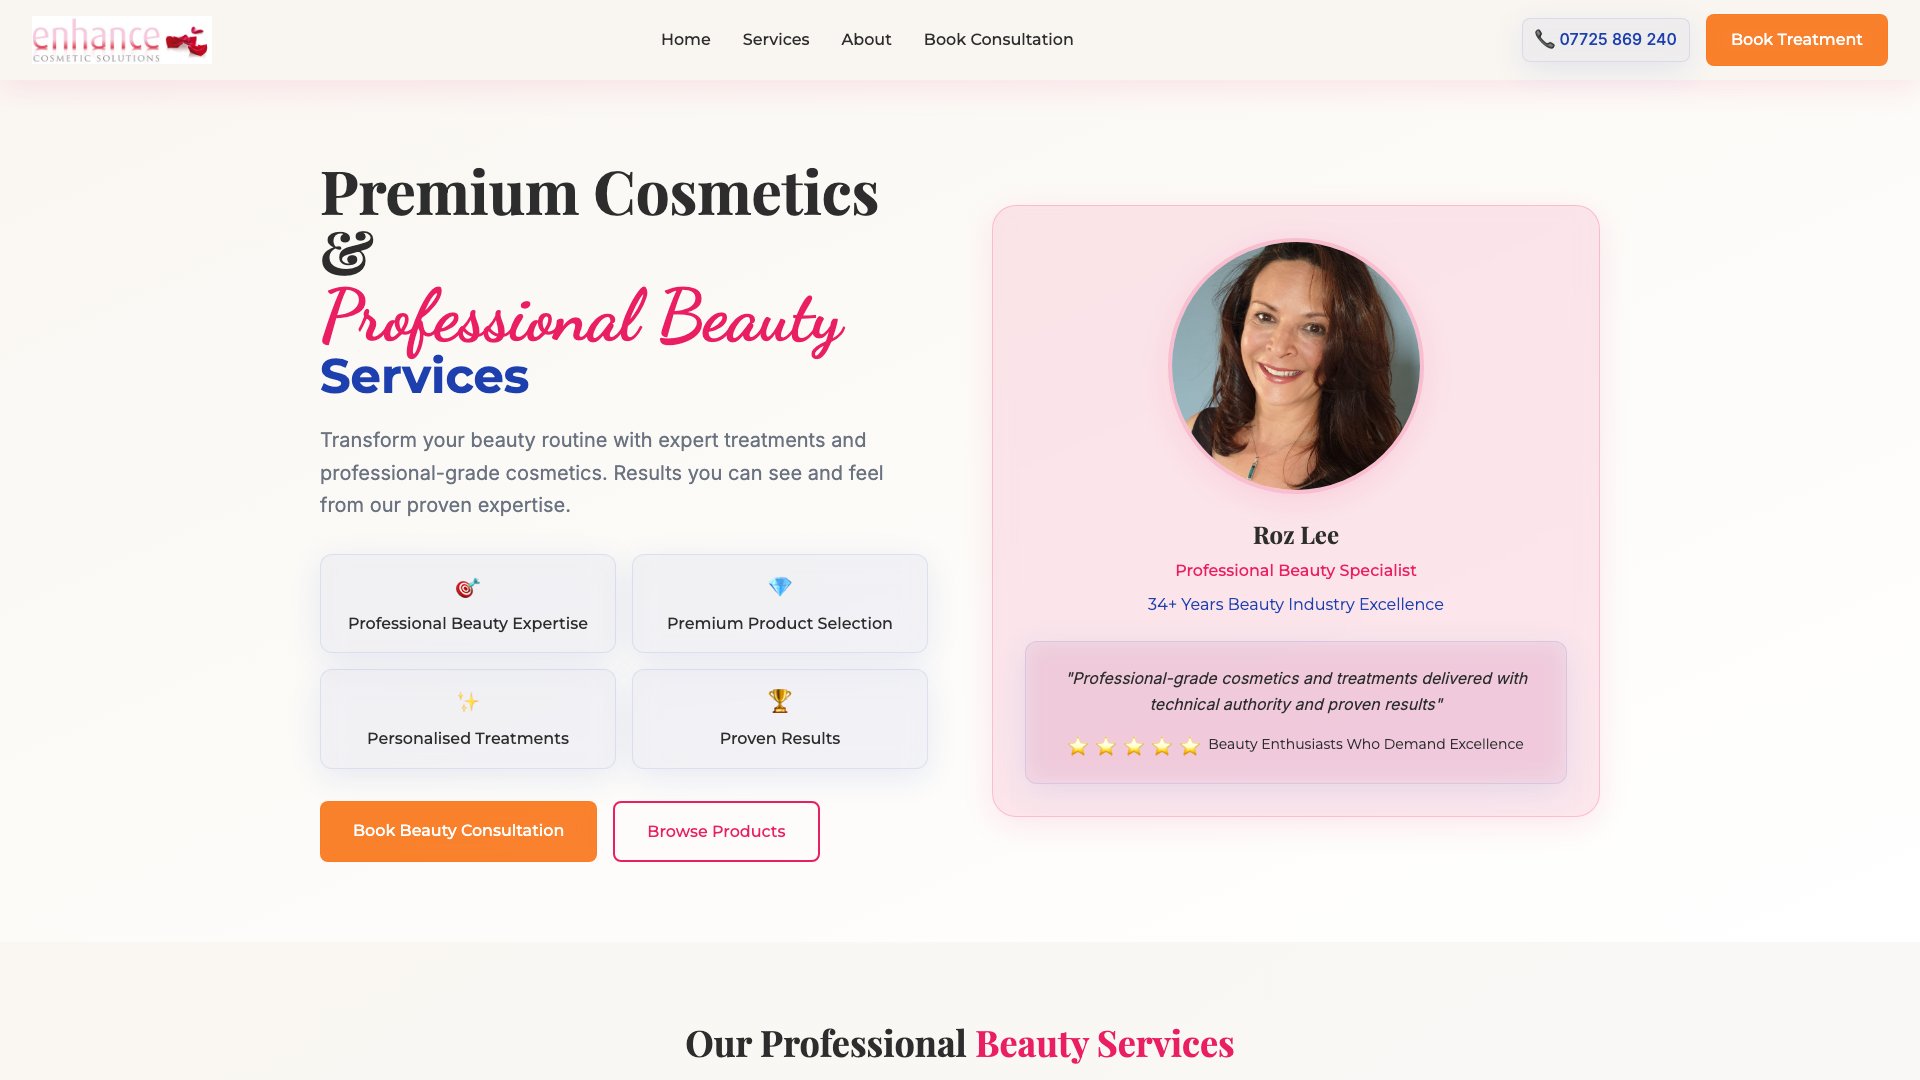 enhance
COSMETIC SOLUTIONS
Home
Services
About
Book Consultation
07725 869 240
Book Treatment
Premium Cosmetics
&
Professional Beauty
Services
Transform your beauty routine with expert treatments and
professional-grade cosmetics. Results you can see and feel
from our proven expertise.
Professional Beauty Expertise
Premium Product Selection
Personalised Treatments
Proven Results
Book Beauty Consultation
Browse Products
Roz Lee
Professional Beauty Specialist
34+ Years Beauty Industry Excellence
"Professional-grade cosmetics and treatments delivered with
technical authority and proven results"
Beauty Enthusiasts Who Demand Excellence
Our Professional Beauty Services